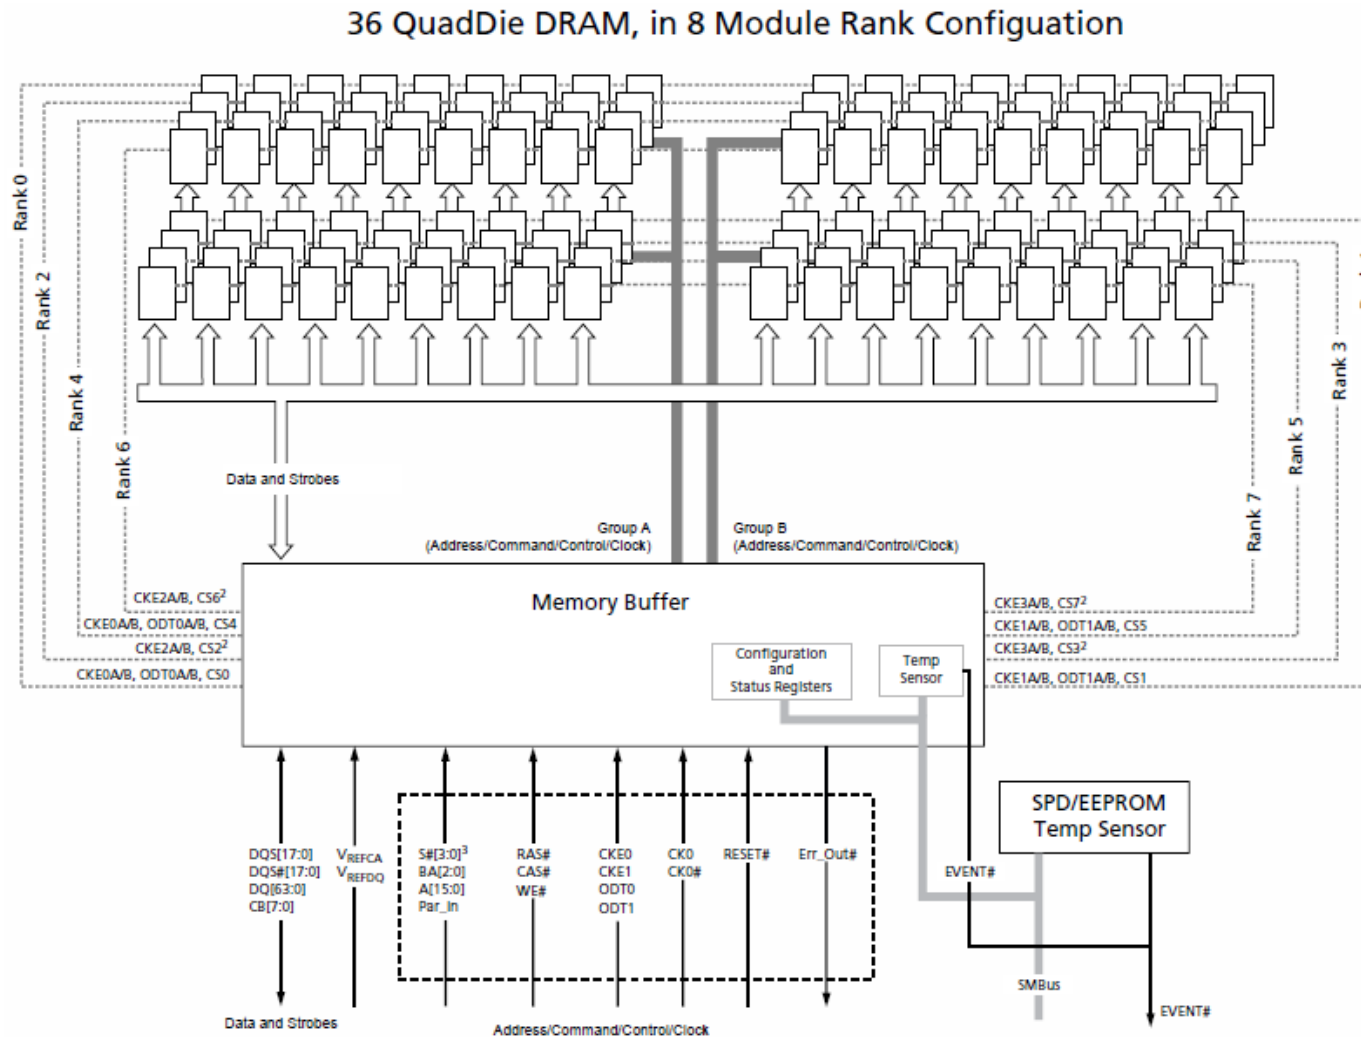 36 QuadDie DRAM, in 8 Module Rank Configuation
Rank 0
Rank 2
Rank 4
Rank 6
Rank 3
Rank 5
Rank 7
Data and Strobes
Group A
(Address/Command/Control/Clock)
Group B
(Address/Command/Control/Clock)
Memory Buffer
CKE2A/B, CS6²
CKE0A/B, ODT0A/B, CS4
CKE2A/B, CS2²
CKE0A/B, ODT0A/B, CS0
CKE3A/B, CS7²
CKE1A/B, ODT1A/B, CS5
CKE3A/B, CS3²
CKE1A/B, ODT1A/B, CS1
Configuration
and
Status Registers
Temp
Sensor
SPD/EEPROM
Temp Sensor
DQS[17:0]
DQS#[17:0]
DQ[63:0]
CB[7:0]
VREFCA
VREFDQ
S#[3:0]³
BA[2:0]
A[15:0]
Par_In
RAS#
CAS#
WE#
CKE0
CKE1
ODT0
ODT1
CK0
CK0#
RESET#
Err_Out#
EVENT#
SMBus
EVENT#
Data and Strobes
Address/Command/Control/Clock